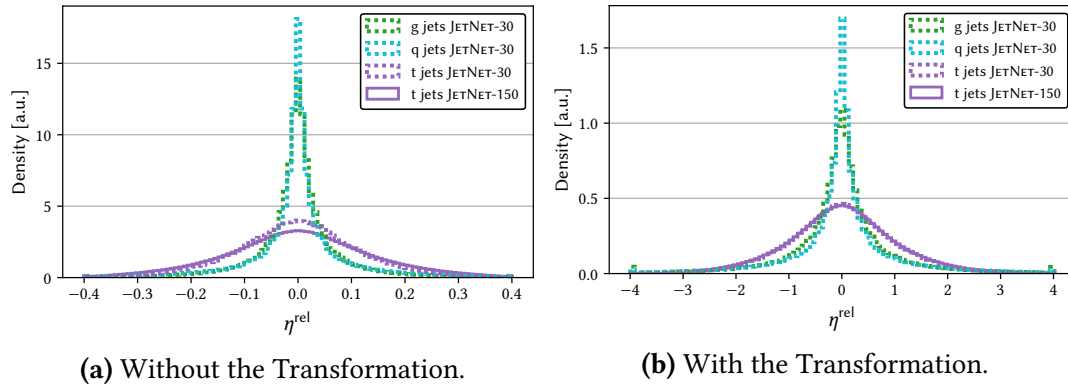 g jets JETNET-30
q jets JETNET-30
t jets JETNET-30
t jets JETNET-150
Density [a.u.]
15
10
5
0
−0.4 −0.3 −0.2 −0.1 0.0 0.1 0.2 0.3 0.4
η^rel
(a) Without the Transformation.
g jets JETNET-30
q jets JETNET-30
t jets JETNET-30
t jets JETNET-150
Density [a.u.]
1.5
1.0
0.5
0.0
−4 −3 −2 −1 0 1 2 3 4
η^rel
(b) With the Transformation.